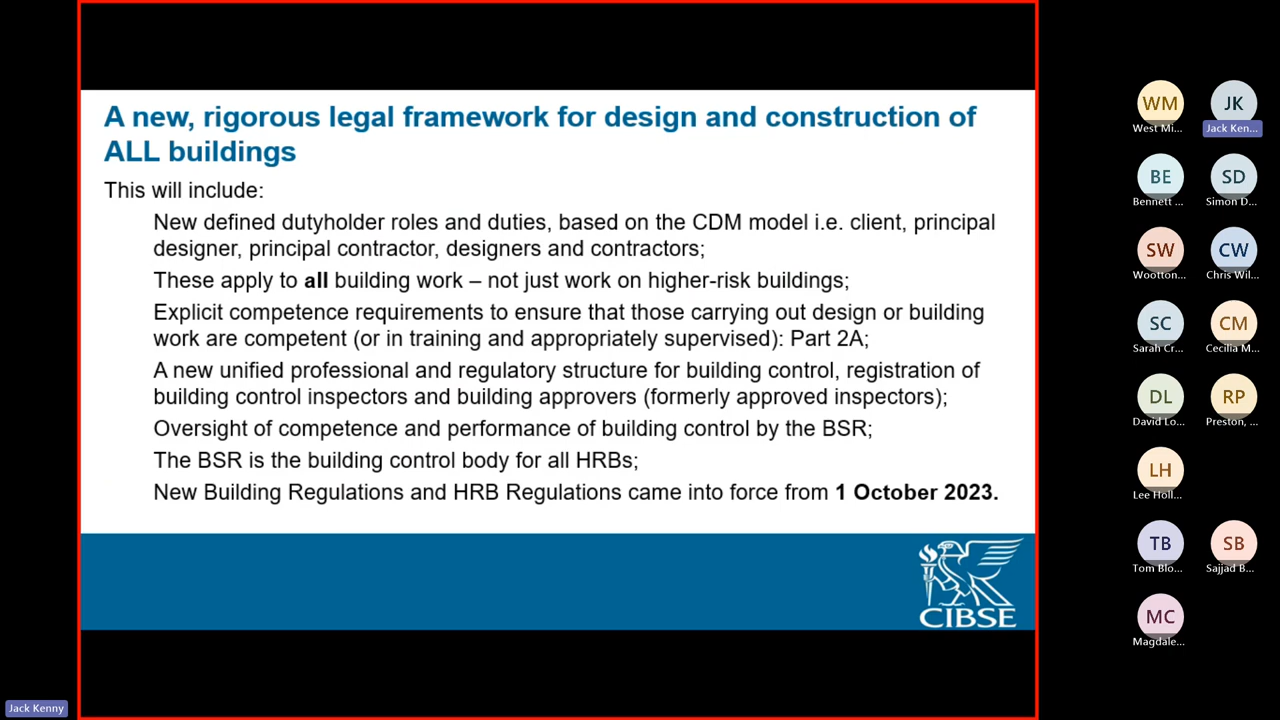 A new, rigorous legal framework for design and construction of
ALL buildings
This will include:
New defined dutyholder roles and duties, based on the CDM model i.e. client, principal
designer, principal contractor, designers and contractors;
These apply to all building work – not just work on higher-risk buildings;
Explicit competence requirements to ensure that those carrying out design or building
work are competent (or in training and appropriately supervised): Part 2A;
A new unified professional and regulatory structure for building control, registration of
building control inspectors and building approvers (formerly approved inspectors);
Oversight of competence and performance of building control by the BSR;
The BSR is the building control body for all HRBs;
New Building Regulations and HRB Regulations came into force from 1 October 2023.
CIBSE
Jack Kenny
WM
West Mi...
JK
Jack Ken...
BE
Bennett ...
SD
Simon D...
SW
Wootton...
CW
Chris Wil...
SC
Sarah Cr...
CM
Cecilia M...
DL
David Lo...
RP
Preston, ...
LH
Lee Holl...
TB
Tom Blo...
SB
Sajjad B...
MC
Magdale...